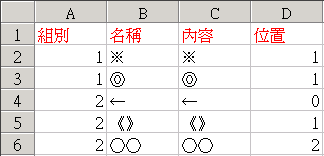 A B C D
1 組別 名稱 內容 位置
2 1 ※ ※ 1
3 1 ◎ ◎ 1
4 2 ← ← 0
5 2 《》 《》 1
6 2 ○○ ○○ 2